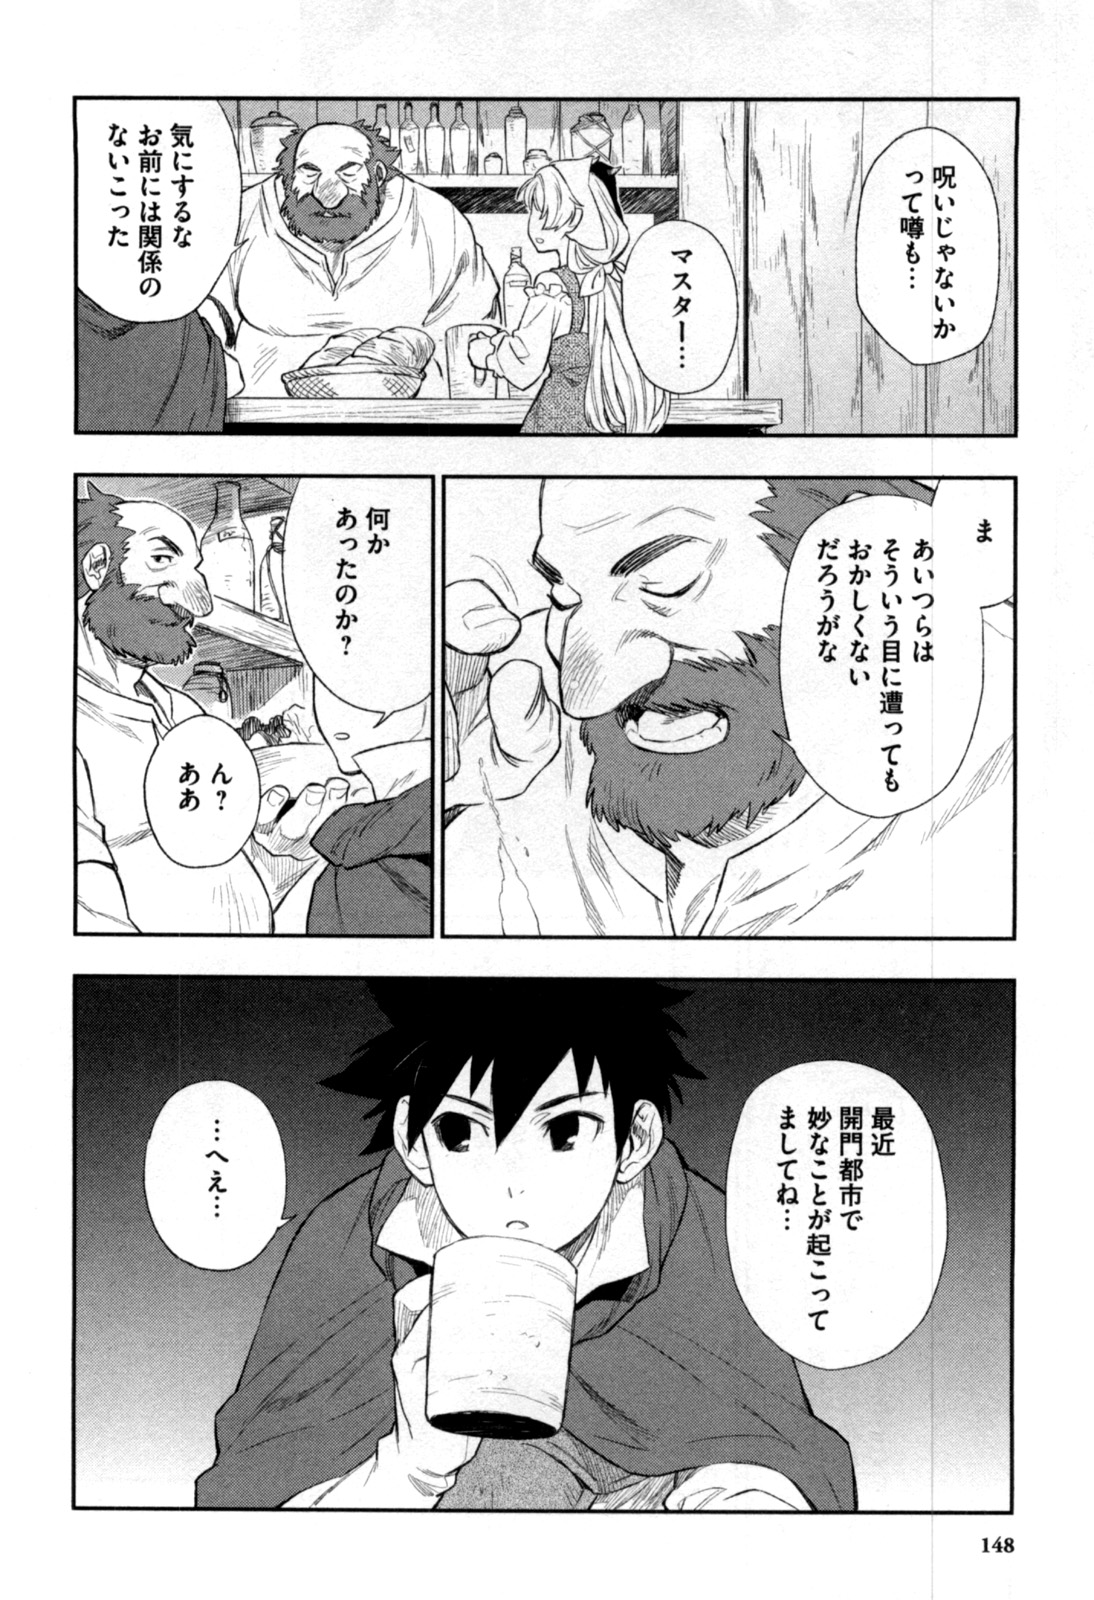 呪いじゃないか
って噂も…
マスター…
気にするな
お前には関係の
ないこった
ま
あいつらは
そういう目に遭っても
おかしくない
だろうがな
何か
あったのか?
ん?
ああ
最近
開門都市で
妙なことが起こって
ましてね…
…へえ…
148